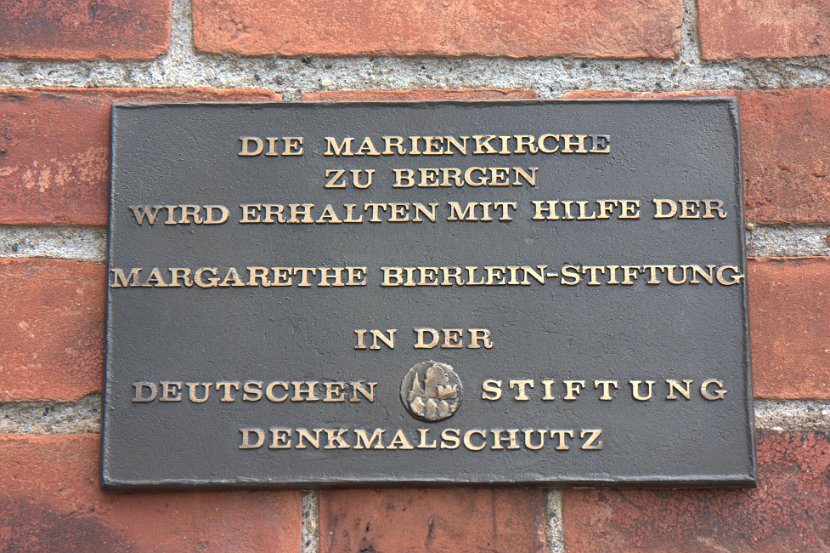 DIE MARIENKIRCHE
ZU BERGEN
WIRD ERHALTEN MIT HILFE DER
MARGARETHE BIERLEIN-STIFTUNG
IN DER
DEUTSCHEN STIFTUNG
DENKMALSCHUTZ